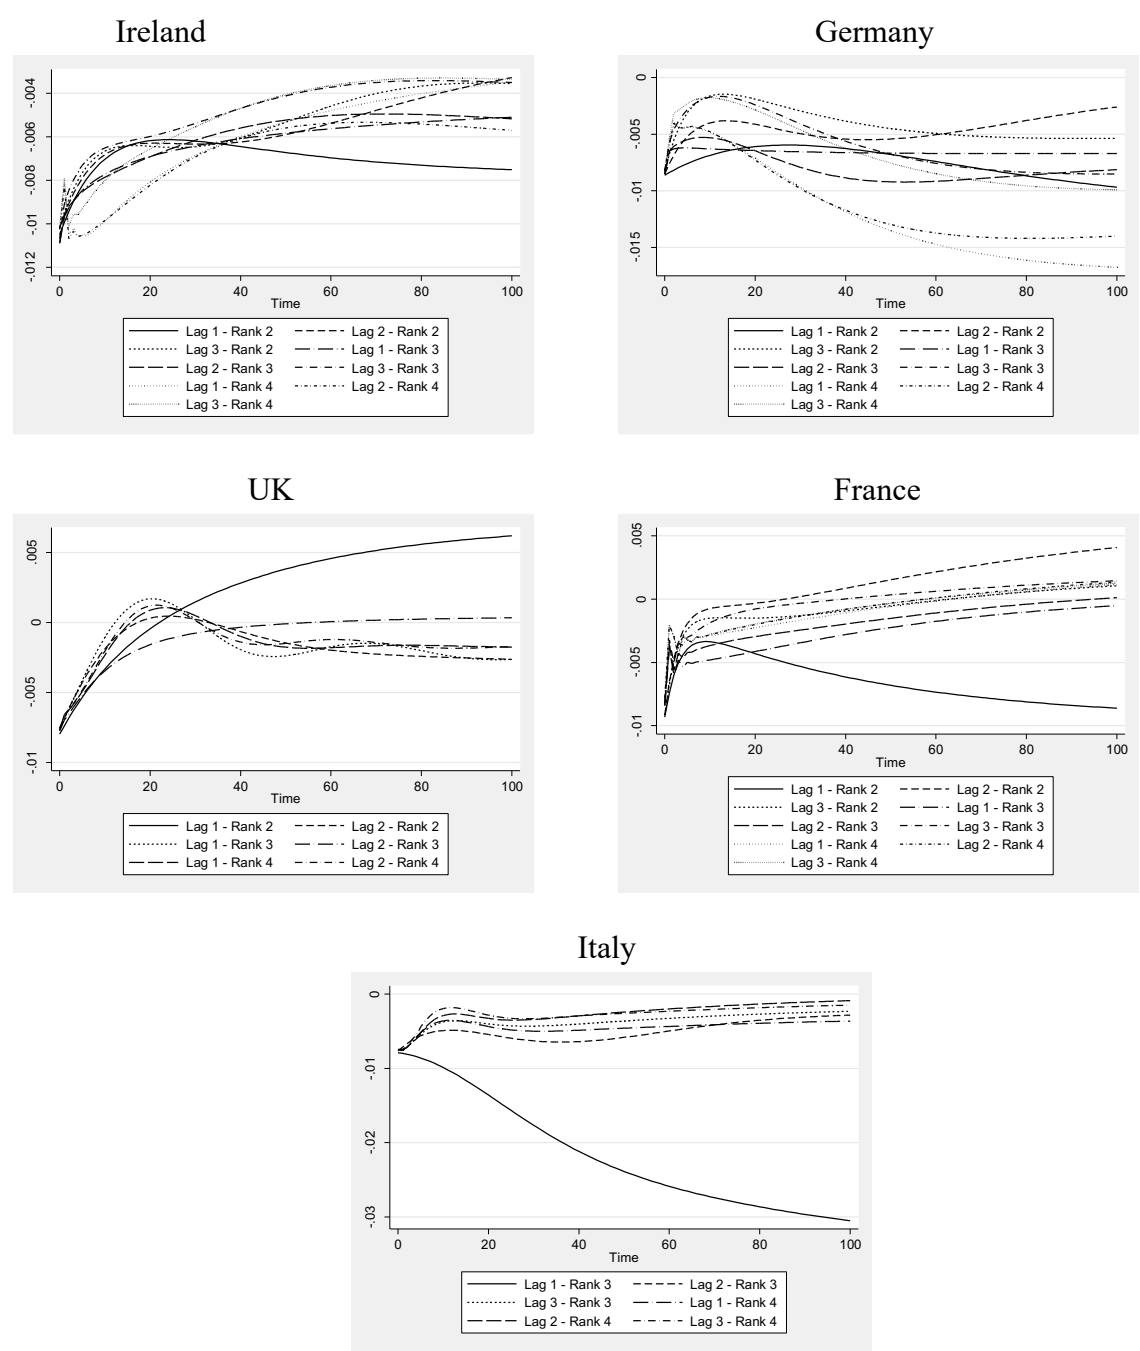 Ireland
-.004
-.006
-.008
-.01
-.012
0 20 40 60 80 100
Time
Lag 1 - Rank 2 Lag 2 - Rank 2
Lag 3 - Rank 2 Lag 1 - Rank 3
Lag 2 - Rank 3 Lag 3 - Rank 3
Lag 1 - Rank 4 Lag 2 - Rank 4
Lag 3 - Rank 4
Germany
0
-.005
-.01
-.015
0 20 40 60 80 100
Time
Lag 1 - Rank 2 Lag 2 - Rank 2
Lag 3 - Rank 2 Lag 1 - Rank 3
Lag 2 - Rank 3 Lag 3 - Rank 3
Lag 1 - Rank 4 Lag 2 - Rank 4
Lag 3 - Rank 4
UK
.005
0
-.005
-.01
0 20 40 60 80 100
Time
Lag 1 - Rank 2 Lag 2 - Rank 2
Lag 1 - Rank 3 Lag 2 - Rank 3
Lag 1 - Rank 4 Lag 2 - Rank 4
France
.005
0
-.005
-.01
0 20 40 60 80 100
Time
Lag 1 - Rank 2 Lag 2 - Rank 2
Lag 3 - Rank 2 Lag 1 - Rank 3
Lag 2 - Rank 3 Lag 3 - Rank 3
Lag 1 - Rank 4 Lag 2 - Rank 4
Lag 3 - Rank 4
Italy
0
-.01
-.02
-.03
0 20 40 60 80 100
Time
Lag 1 - Rank 3 Lag 2 - Rank 3
Lag 3 - Rank 3 Lag 1 - Rank 4
Lag 2 - Rank 4 Lag 3 - Rank 4